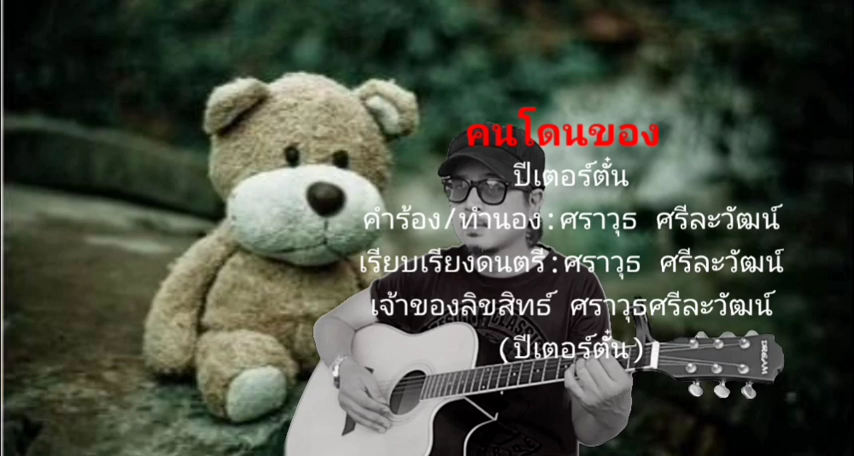 คนโดนของ
ปีเตอร์ตั๋น
คำร้อง/ทำนอง:ศราวุธ ศรีละวัฒน์
เรียบเรียงดนตรี:ศราวุธ ศรีละวัฒน์
เจ้าของลิขสิทธ์ ศราวุธศรีละวัฒน์
(ปีเตอร์ตั๋น)